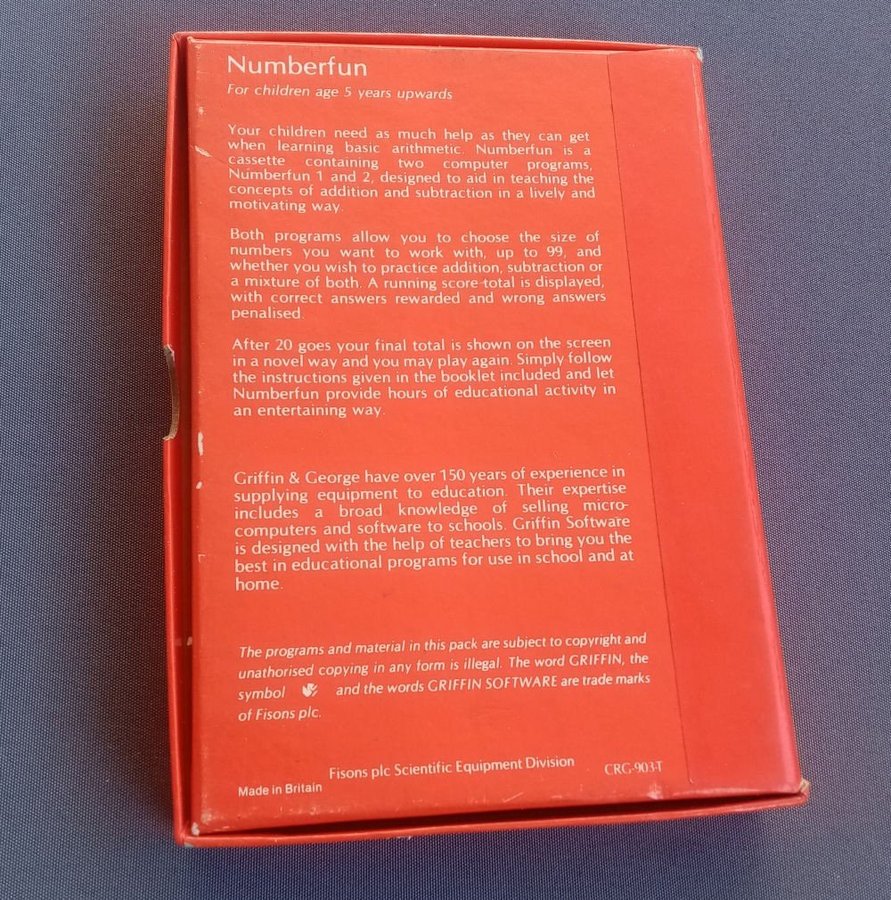 Numberfun
For children age 5 years upwards
Your children need as much help as they can get
when learning basic arithmetic. Numberfun is a
cassette containing two computer programs,
Numberfun 1 and 2, designed to aid in teaching the
concepts of addition and subtraction in a lively and
motivating way.
Both programs allow you to choose the size of
numbers you want to work with, up to 99, and
whether you wish to practice addition, subtraction or
a mixture of both. A running score-total is displayed,
with correct answers rewarded and wrong answers
penalised.
After 20 goes your final total is shown on the screen
in a novel way and you may play again. Simply follow
the instructions given in the booklet included and let
Numberfun provide hours of educational activity in
an entertaining way.
Griffin & George have over 150 years of experience in
supplying equipment to education. Their expertise
includes a broad knowledge of selling micro-
computers and software to schools. Griffin Software
is designed with the help of teachers to bring you the
best in educational programs for use in school and at
home.
The programs and material in this pack are subject to copyright and
unathorised copying in any form is illegal. The word GRIFFIN, the
symbol and the words GRIFFIN SOFTWARE are trade marks
of Fisons plc.
Fisons plc Scientific Equipment Division
Made in Britain
CRG-903-T